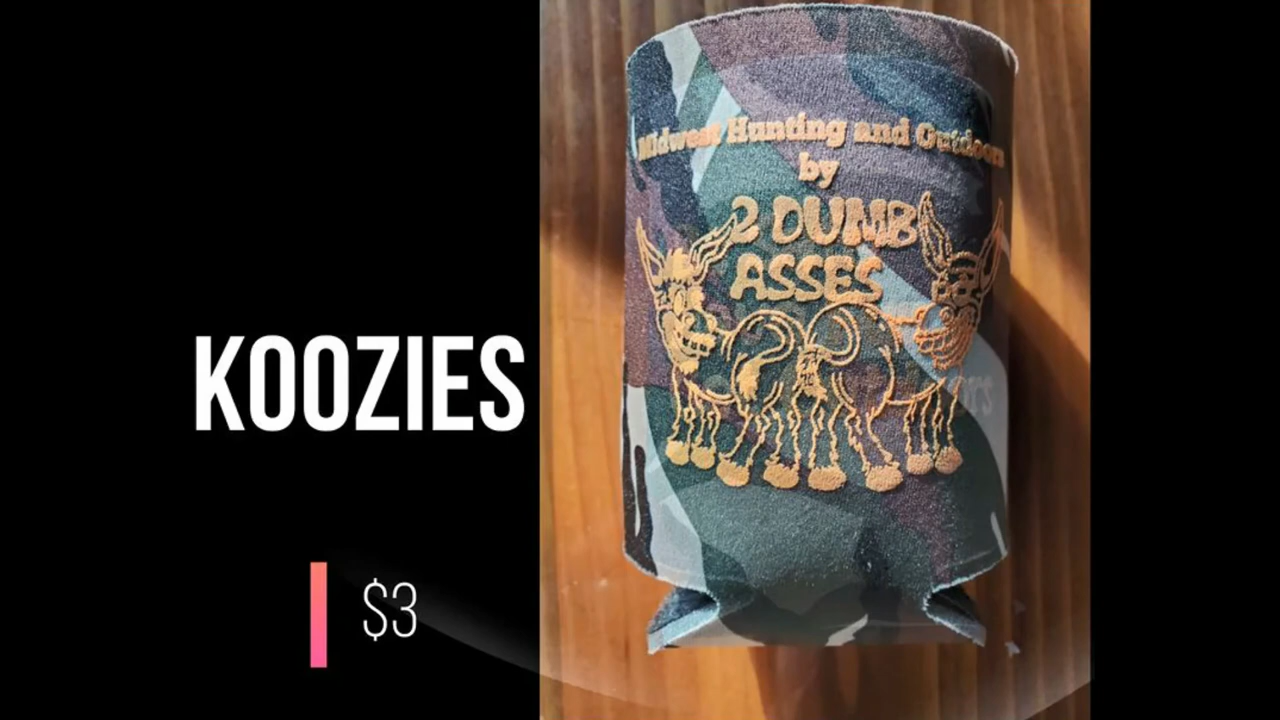 KOOZIES
$3
Midwest Hunting and Outdoors
by
2 DUMB
ASSES